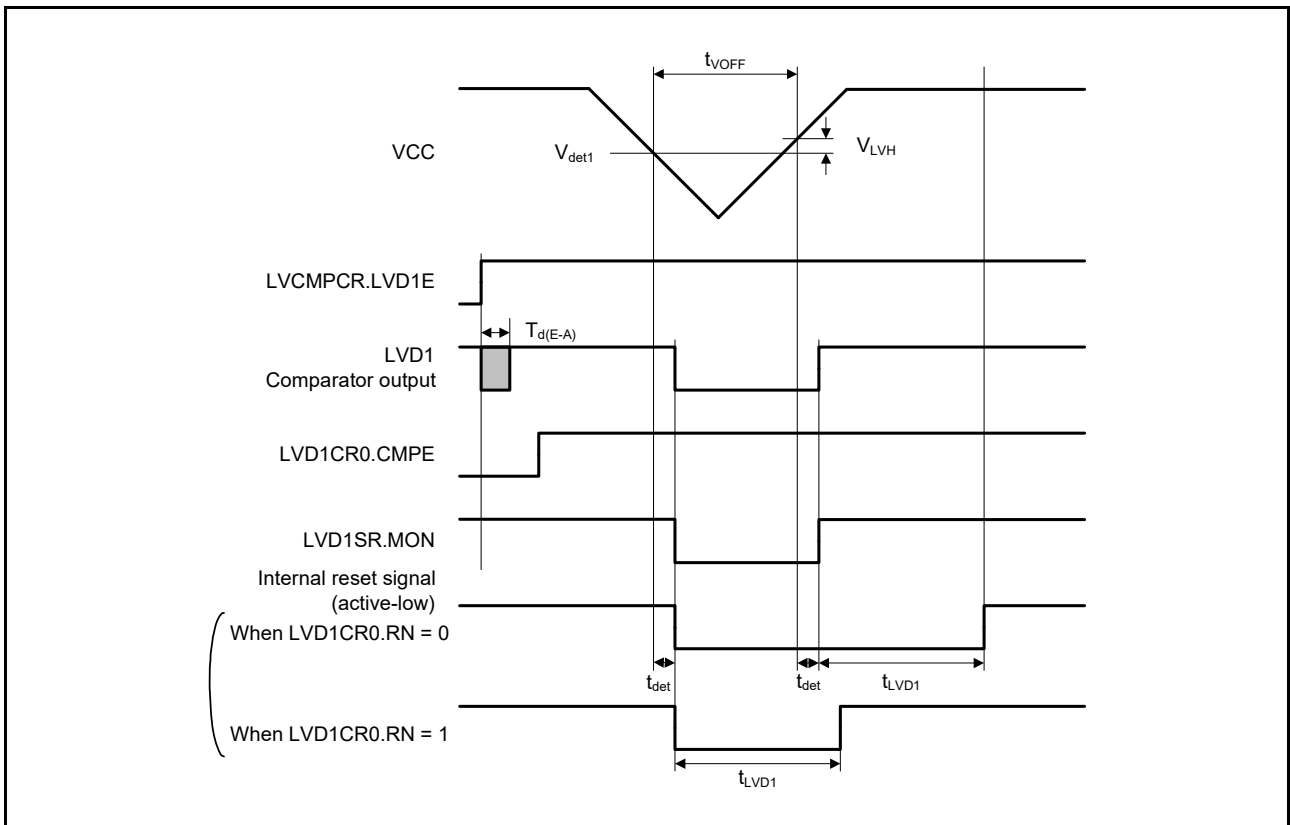 tVOFF
VCC
Vdet1
VLVH
LVCMPCR.LVD1E
Td(E-A)
LVD1
Comparator output
LVD1CR0.CMPE
LVD1SR.MON
Internal reset signal
(active-low)
When LVD1CR0.RN = 0
tdet
tdet
tLVD1
When LVD1CR0.RN = 1
tLVD1